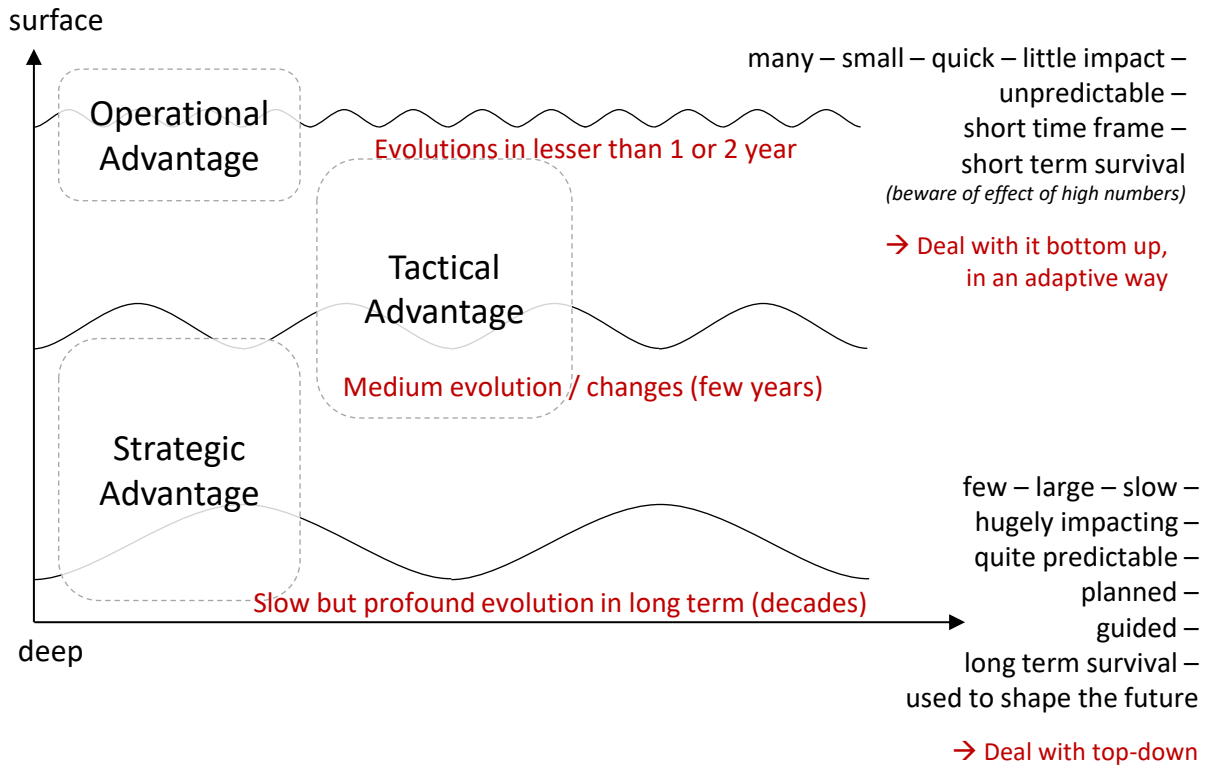 surface
many – small – quick – little impact –
unpredictable –
short time frame –
short term survival
(beware of effect of high numbers)
→ Deal with it bottom up,
in an adaptive way
Operational
Advantage
Evolutions in lesser than 1 or 2 year
Tactical
Advantage
Medium evolution / changes (few years)
Strategic
Advantage
Slow but profound evolution in long term (decades)
deep
few – large – slow –
hugely impacting –
quite predictable –
planned –
guided –
long term survival –
used to shape the future
→ Deal with top-down